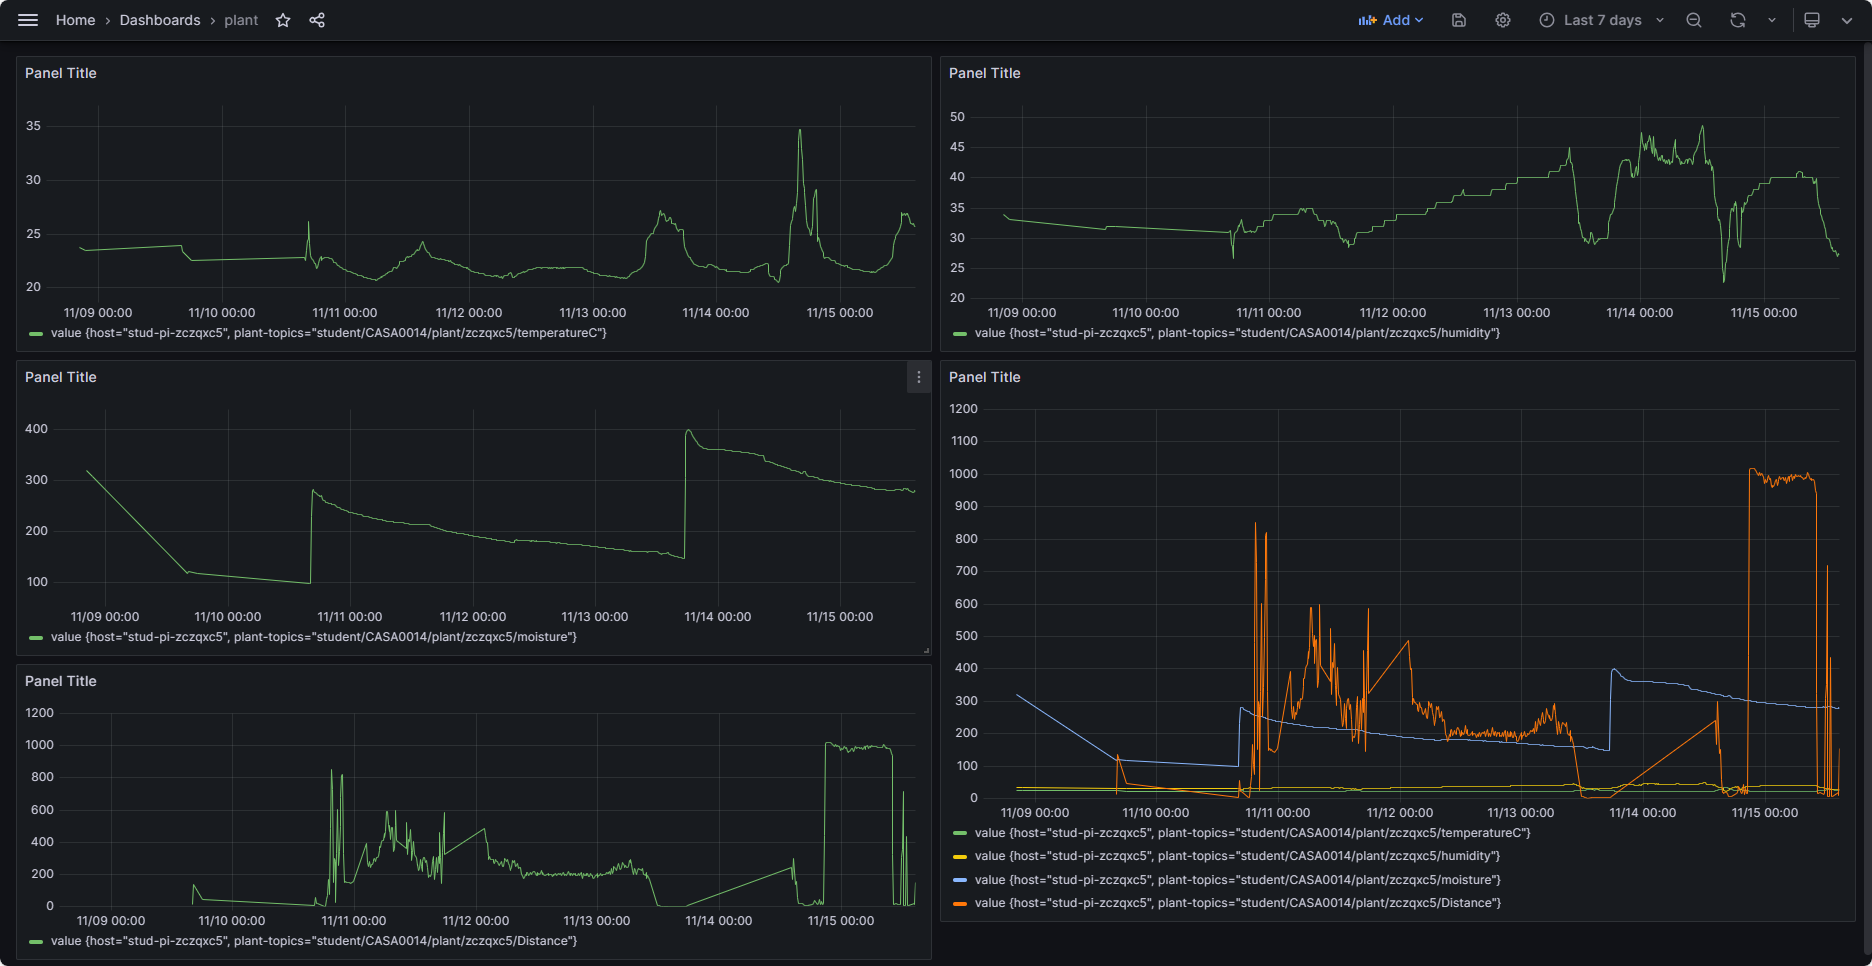 Home › Dashboards › plant
Add
Last 7 days
Panel Title
35
30
25
20
11/09 00:00 11/10 00:00 11/11 00:00 11/12 00:00 11/13 00:00 11/14 00:00 11/15 00:00
value {host="stud-pi-zczqxc5", plant-topics="student/CASA0014/plant/zczqxc5/temperatureC"}
Panel Title
50
45
40
35
30
25
20
11/09 00:00 11/10 00:00 11/11 00:00 11/12 00:00 11/13 00:00 11/14 00:00 11/15 00:00
value {host="stud-pi-zczqxc5", plant-topics="student/CASA0014/plant/zczqxc5/humidity"}
Panel Title
400
300
200
100
11/09 00:00 11/10 00:00 11/11 00:00 11/12 00:00 11/13 00:00 11/14 00:00 11/15 00:00
value {host="stud-pi-zczqxc5", plant-topics="student/CASA0014/plant/zczqxc5/moisture"}
Panel Title
1200
1100
1000
900
800
700
600
500
400
300
200
100
0
11/09 00:00 11/10 00:00 11/11 00:00 11/12 00:00 11/13 00:00 11/14 00:00 11/15 00:00
value {host="stud-pi-zczqxc5", plant-topics="student/CASA0014/plant/zczqxc5/temperatureC"}
value {host="stud-pi-zczqxc5", plant-topics="student/CASA0014/plant/zczqxc5/humidity"}
value {host="stud-pi-zczqxc5", plant-topics="student/CASA0014/plant/zczqxc5/moisture"}
value {host="stud-pi-zczqxc5", plant-topics="student/CASA0014/plant/zczqxc5/Distance"}
Panel Title
1200
1000
800
600
400
200
0
11/09 00:00 11/10 00:00 11/11 00:00 11/12 00:00 11/13 00:00 11/14 00:00 11/15 00:00
value {host="stud-pi-zczqxc5", plant-topics="student/CASA0014/plant/zczqxc5/Distance"}